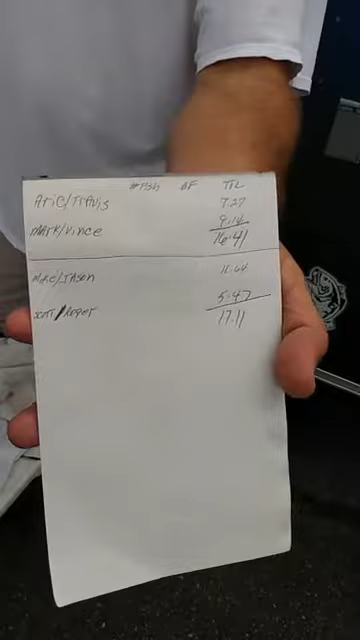 #Fish BF TTL
Aric/Travis 7.27
Mark/Vince 9.14
16.41
Mike/Jason 11.64
Scott/Roger 5.47
17.11